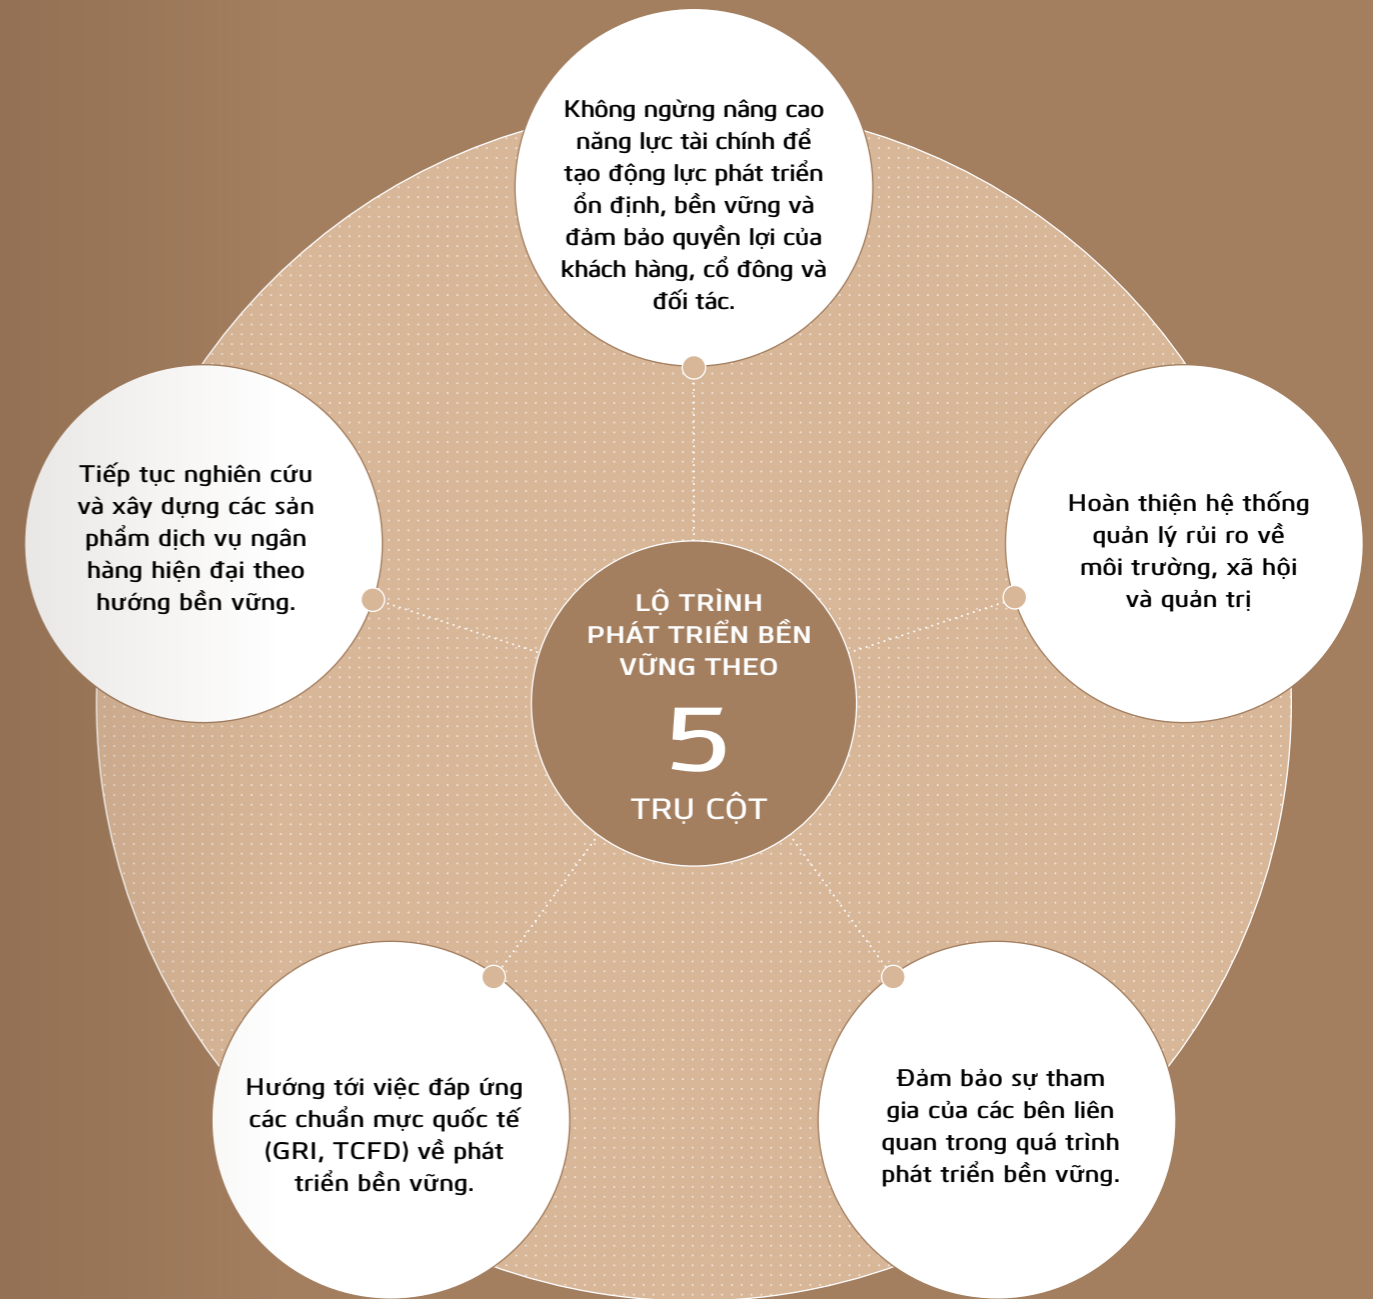 Không ngừng nâng cao
năng lực tài chính để
tạo động lực phát triển
ổn định, bền vững và
đảm bảo quyền lợi của
khách hàng, cổ đông và
đối tác.
Tiếp tục nghiên cứu
và xây dựng các sản
phẩm dịch vụ ngân
hàng hiện đại theo
hướng bền vững.
Hoàn thiện hệ thống
quản lý rủi ro về
môi trường, xã hội
và quản trị
LỘ TRÌNH
PHÁT TRIỂN BỀN
VỮNG THEO
5
TRỤ CỘT
Hướng tới việc đáp ứng
các chuẩn mực quốc tế
(GRI, TCFD) về phát
triển bền vững.
Đảm bảo sự tham
gia của các bên liên
quan trong quá trình
phát triển bền vững.